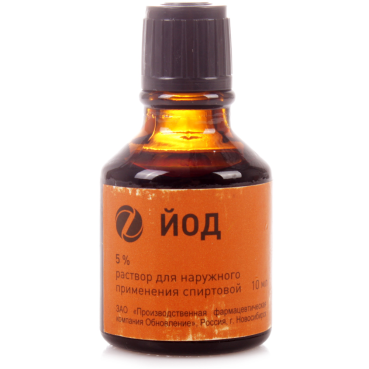 ЙОД
5 %
раствор для наружного
применения спиртовой 10 мл
ЗАО «Производственная фармацевтическая
компания Обновление», Россия, г. Новосибирск